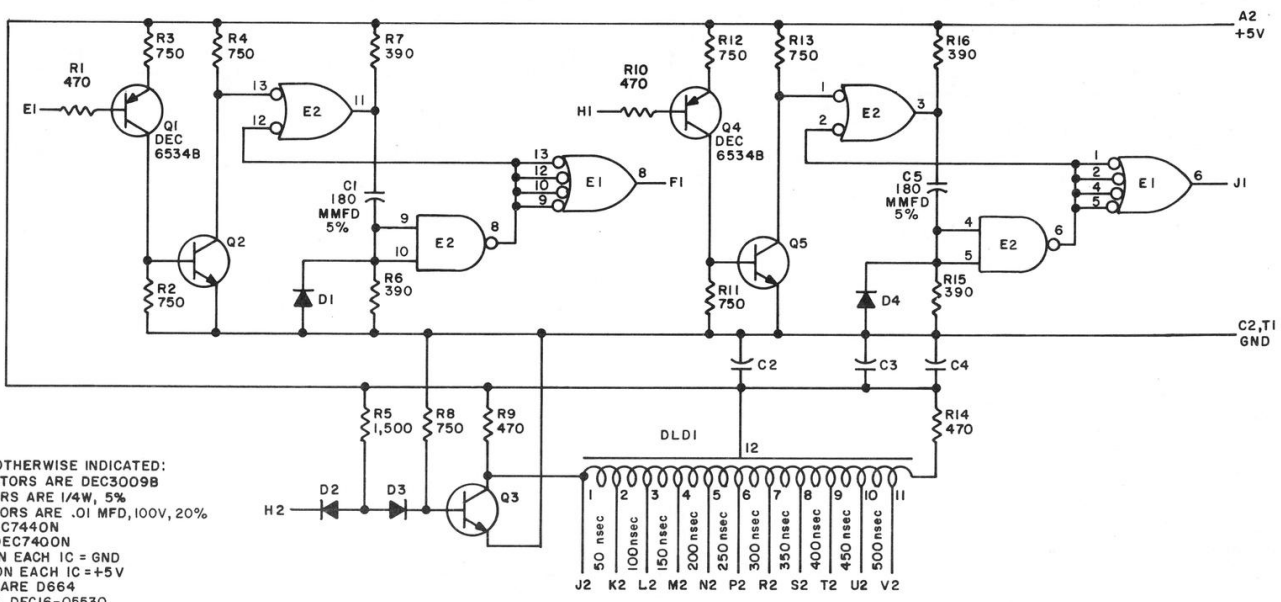 A2
+5V
R3
750
R4
750
R7
390
R12
750
R13
750
R16
390
R1
470
E1
Q1
DEC
6534B
13
12
E2
11
13
12
10
9
E1
8
F1
R10
470
H1
Q4
DEC
6534B
1
2
E2
3
1
2
4
5
E1
6
J1
C1
180
MMFD
5%
9
10
E2
8
C5
180
MMFD
5%
4
5
E2
6
Q2
Q5
R2
750
D1
R6
390
R11
750
D4
R15
390
C2,T1
GND
C2
C3
C4
R5
1,500
R8
750
R9
470
R14
470
DLD1
12
H2
D2
D3
Q3
1 2 3 4 5 6 7 8 9 10 11
50 nsec
100nsec
150 nsec
200 nsec
250 nsec
300 nsec
350 nsec
400nsec
450 nsec
500nsec
J2 K2 L2 M2 N2 P2 R2 S2 T2 U2 V2
OTHERWISE INDICATED:
TORS ARE DEC3009B
RS ARE 1/4W, 5%
ORS ARE .01 MFD,100V, 20%
C7440N
DEC7400N
N EACH IC = GND
ON EACH IC=+5V
ARE D664
DEC16-05530